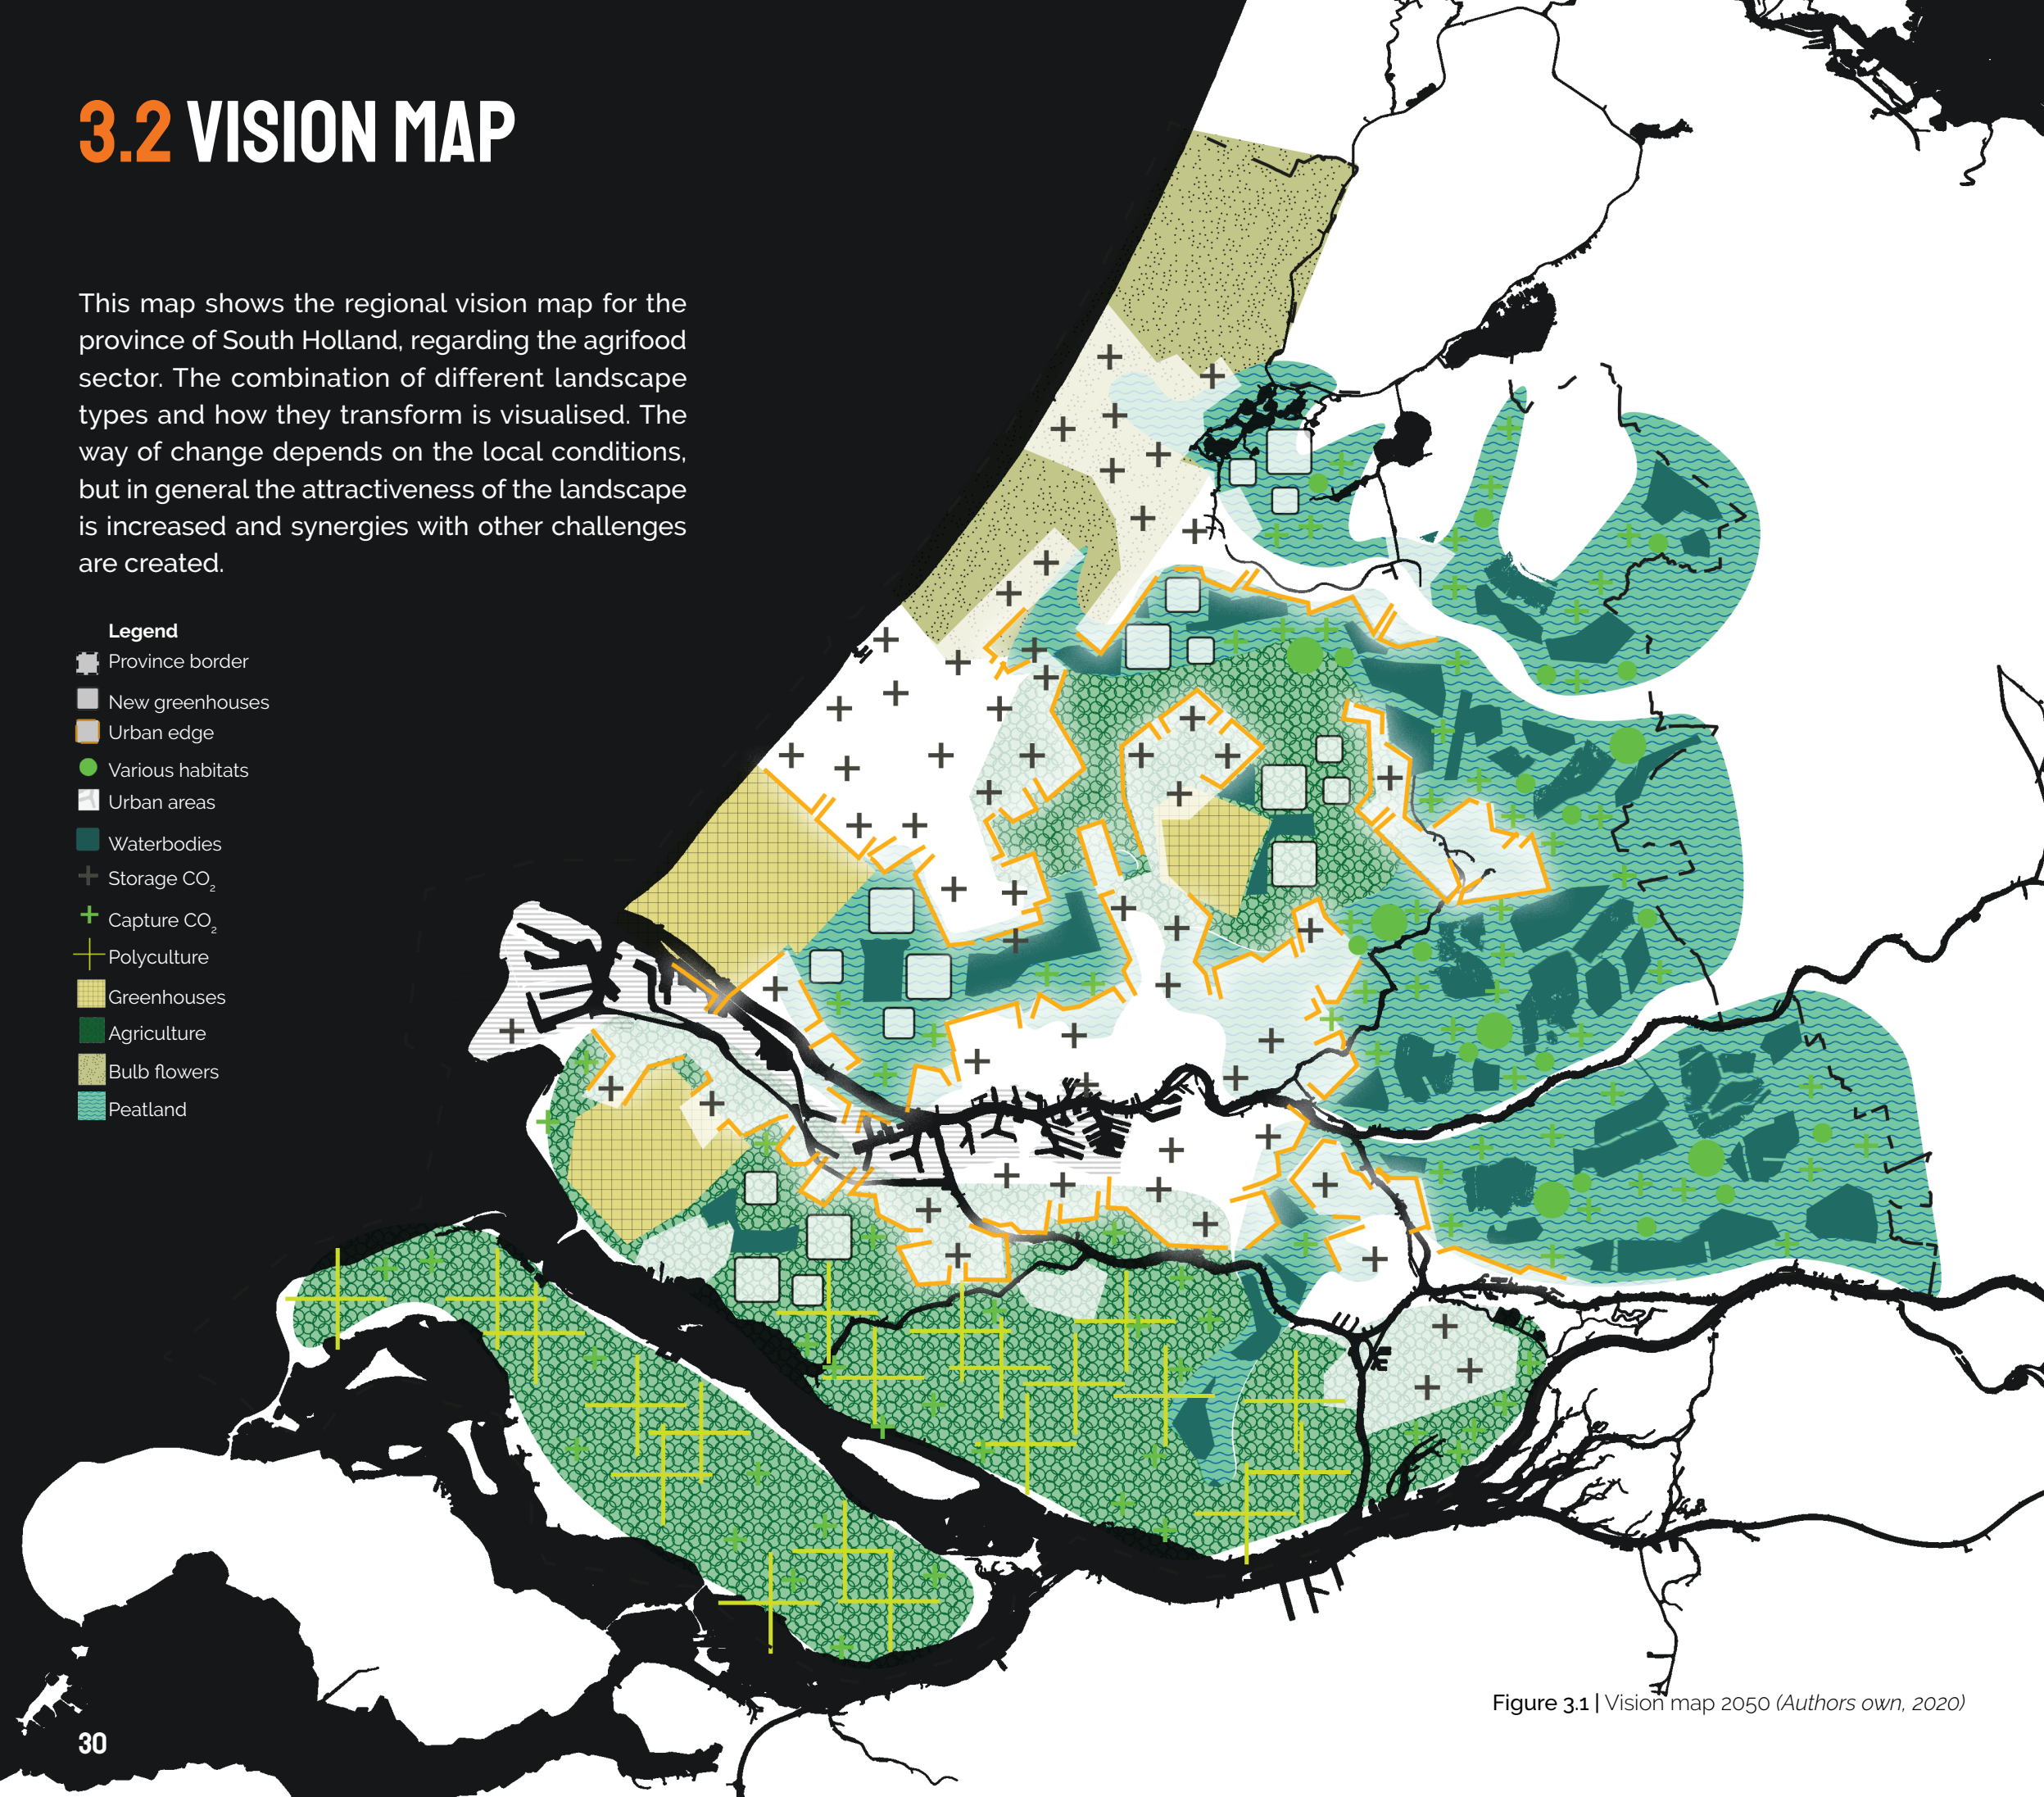 3.2 VISION MAP
This map shows the regional vision map for the
province of South Holland, regarding the agrifood
sector. The combination of different landscape
types and how they transform is visualised. The
way of change depends on the local conditions,
but in general the attractiveness of the landscape
is increased and synergies with other challenges
are created.
Legend
Province border
New greenhouses
Urban edge
Various habitats
Urban areas
Waterbodies
Storage CO2
Capture CO2
Polyculture
Greenhouses
Agriculture
Bulb flowers
Peatland
Figure 3.1 | Vision map 2050 (Authors own, 2020)
30